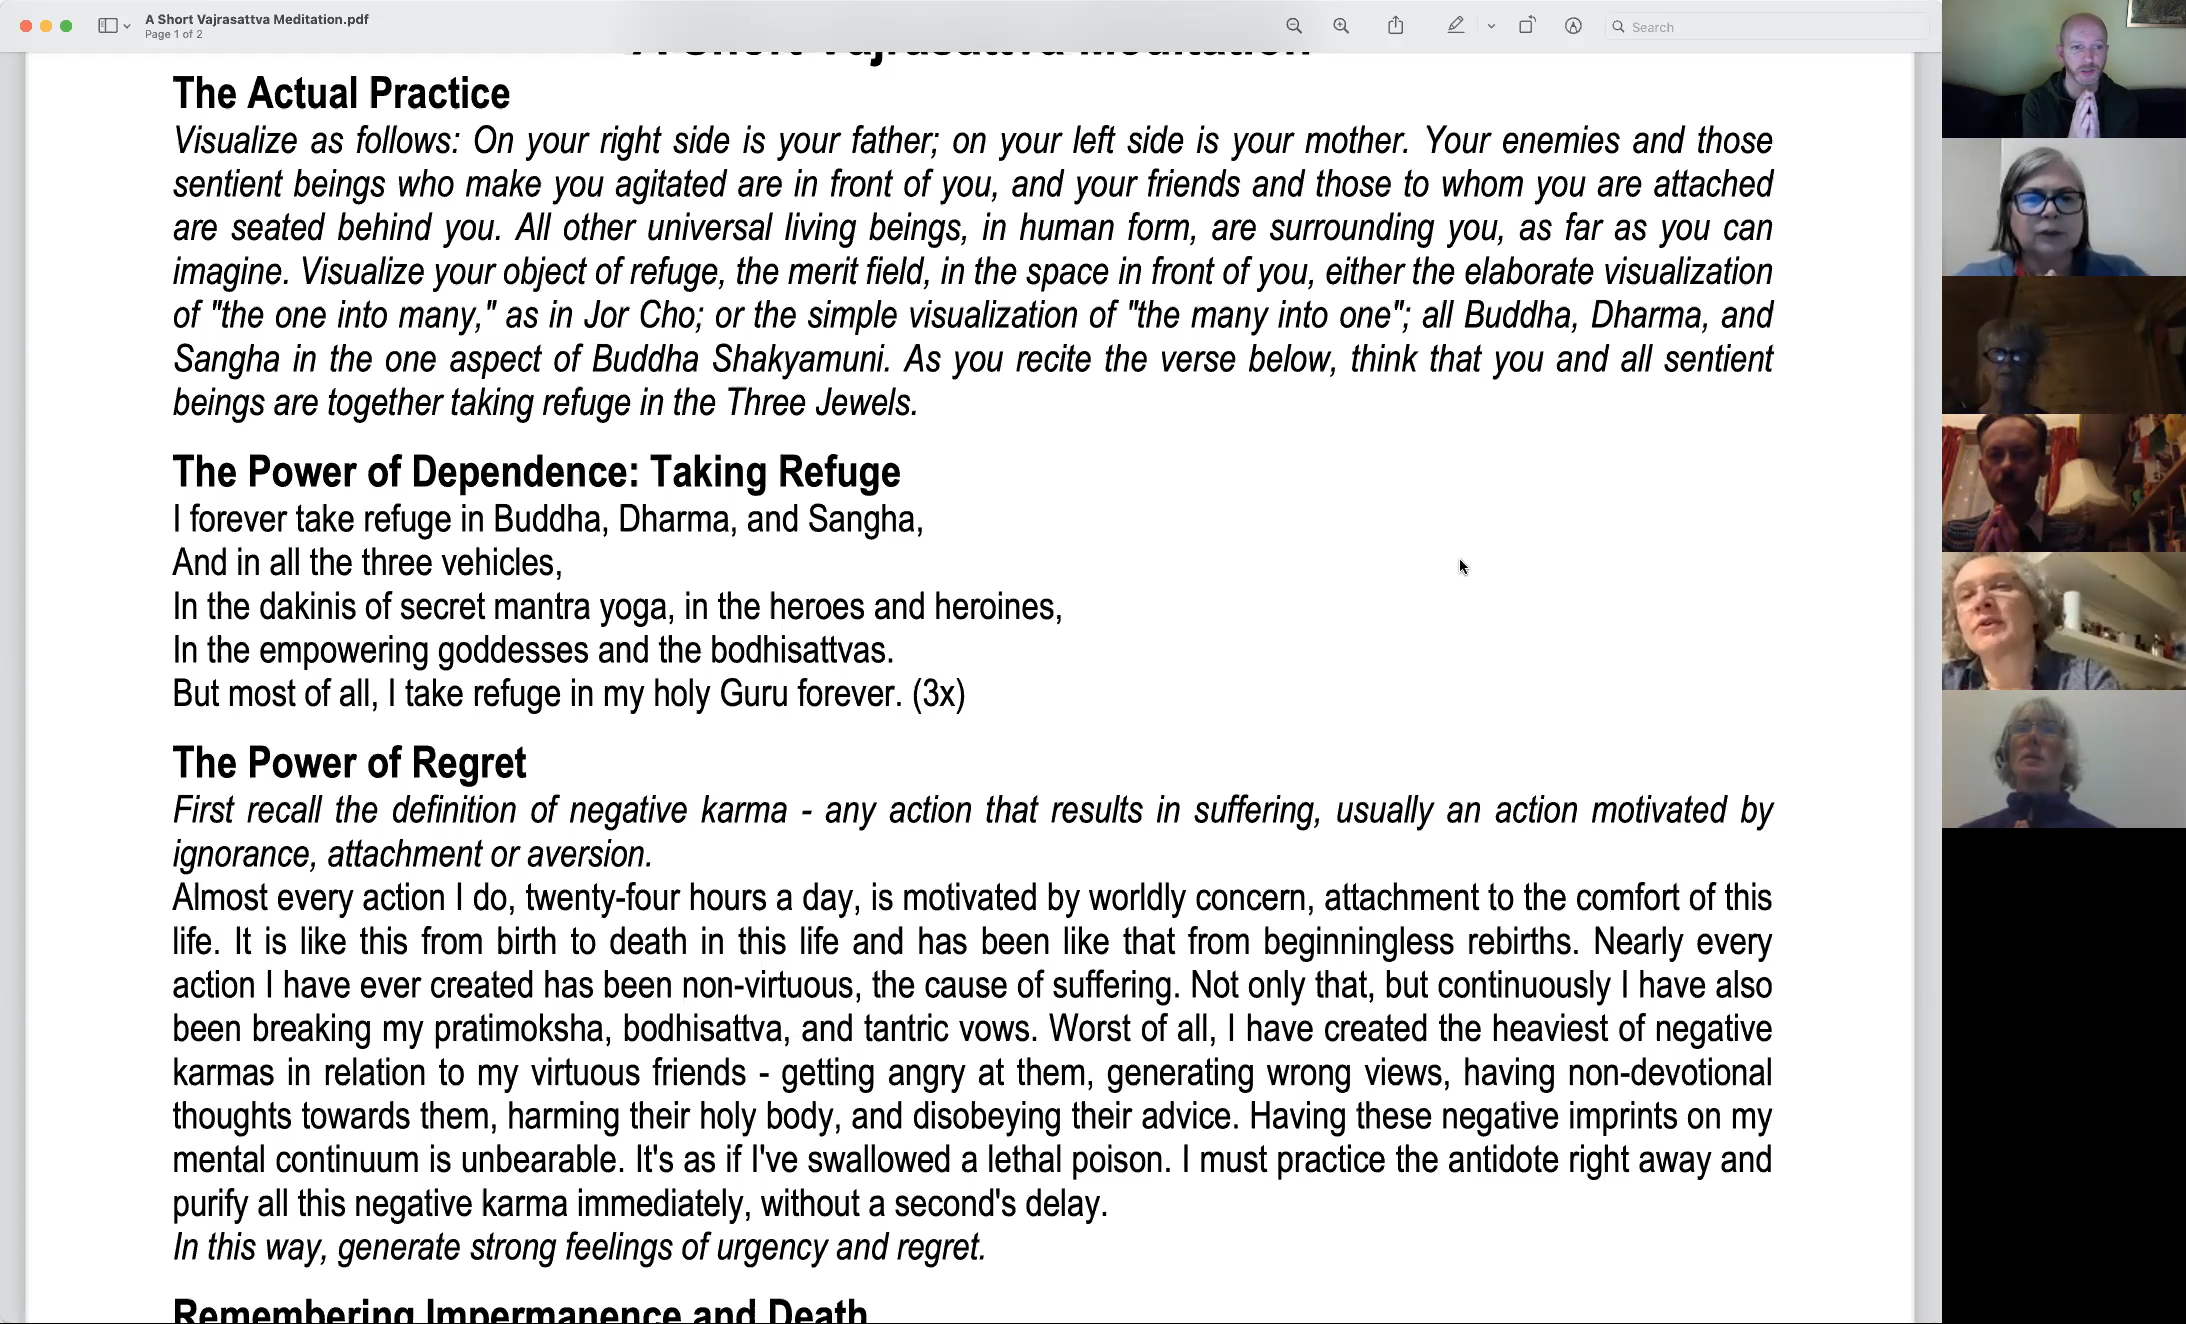 A Short Vajrasattva Meditation.pdf
Page 1 of 2
Search
A Short Vajrasattva Meditation
The Actual Practice
Visualize as follows: On your right side is your father; on your left side is your mother. Your enemies and those
sentient beings who make you agitated are in front of you, and your friends and those to whom you are attached
are seated behind you. All other universal living beings, in human form, are surrounding you, as far as you can
imagine. Visualize your object of refuge, the merit field, in the space in front of you, either the elaborate visualization
of "the one into many," as in Jor Cho; or the simple visualization of "the many into one"; all Buddha, Dharma, and
Sangha in the one aspect of Buddha Shakyamuni. As you recite the verse below, think that you and all sentient
beings are together taking refuge in the Three Jewels.
The Power of Dependence: Taking Refuge
I forever take refuge in Buddha, Dharma, and Sangha,
And in all the three vehicles,
In the dakinis of secret mantra yoga, in the heroes and heroines,
In the empowering goddesses and the bodhisattvas.
But most of all, I take refuge in my holy Guru forever. (3x)
The Power of Regret
First recall the definition of negative karma - any action that results in suffering, usually an action motivated by
ignorance, attachment or aversion.
Almost every action I do, twenty-four hours a day, is motivated by worldly concern, attachment to the comfort of this
life. It is like this from birth to death in this life and has been like that from beginningless rebirths. Nearly every
action I have ever created has been non-virtuous, the cause of suffering. Not only that, but continuously I have also
been breaking my pratimoksha, bodhisattva, and tantric vows. Worst of all, I have created the heaviest of negative
karmas in relation to my virtuous friends - getting angry at them, generating wrong views, having non-devotional
thoughts towards them, harming their holy body, and disobeying their advice. Having these negative imprints on my
mental continuum is unbearable. It's as if I've swallowed a lethal poison. I must practice the antidote right away and
purify all this negative karma immediately, without a second's delay.
In this way, generate strong feelings of urgency and regret.
Remembering Impermanence and Death